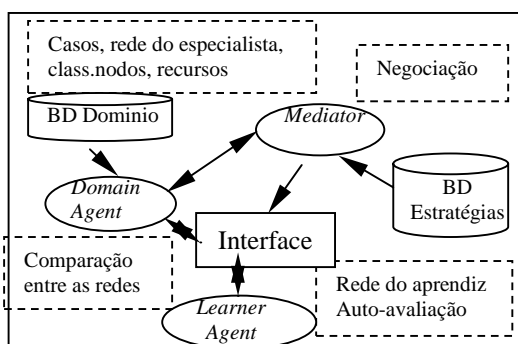 Casos, rede do especialista,
class.nodos, recursos
Negociação
BD Dominio
Mediator
Domain
Agent
BD
Estratégias
Interface
Comparação
entre as redes
Rede do aprendiz
Auto-avaliação
Learner
Agent